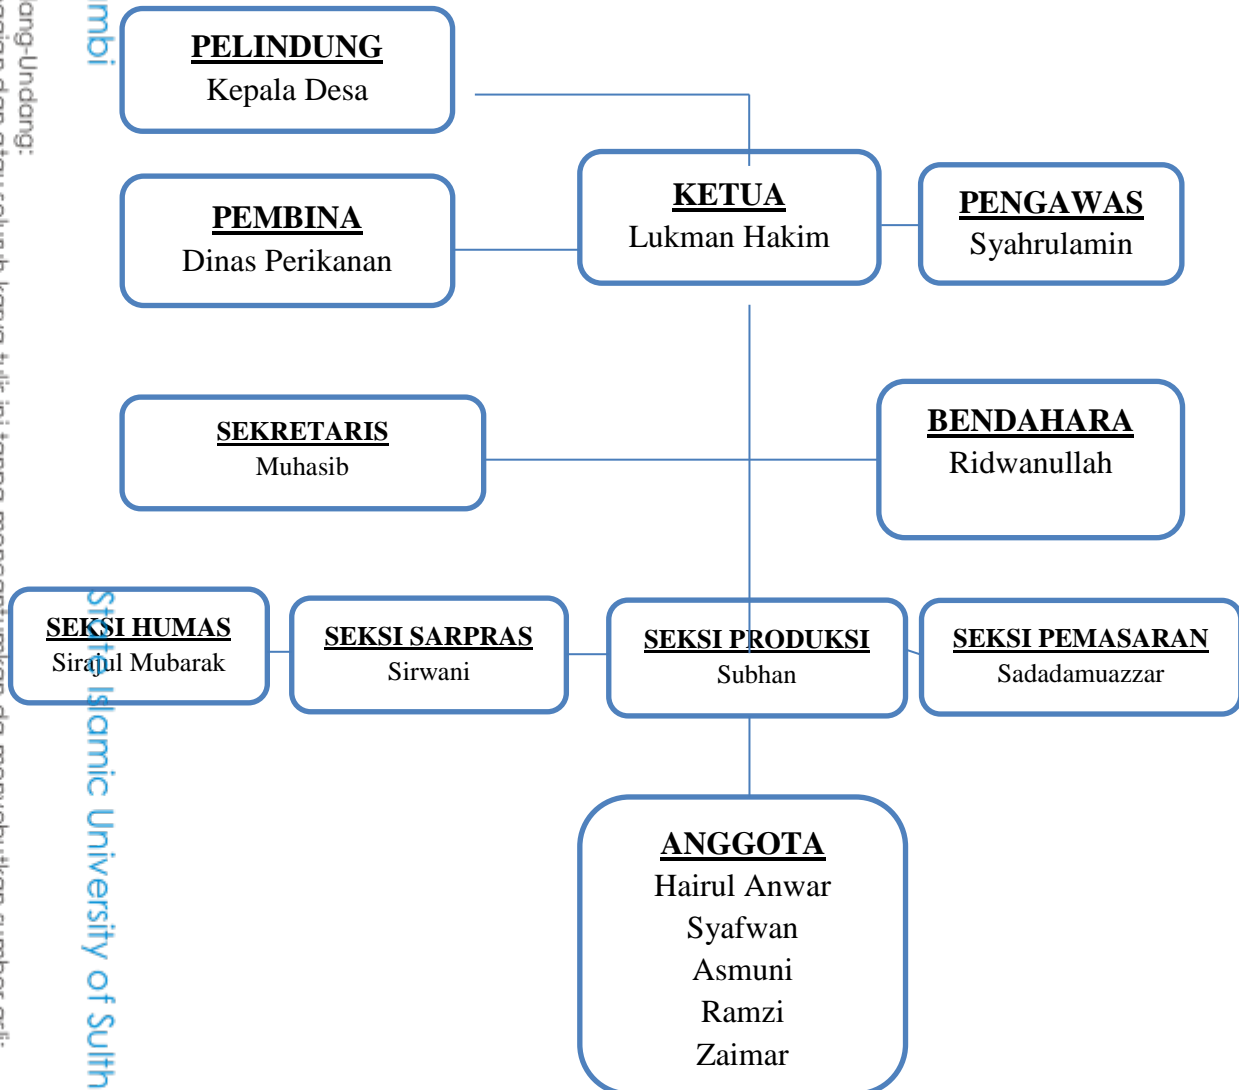 PELINDUNG
Kepala Desa
KETUA
Lukman Hakim
PENGAWAS
Syahrulamin
PEMBINA
Dinas Perikanan
SEKRETARIS
Muhasib
BENDAHARA
Ridwanullah
SEKSI HUMAS
Sirajul Mubarak
SEKSI SARPRAS
Sirwani
SEKSI PRODUKSI
Subhan
SEKSI PEMASARAN
Sadadamuazzar
ANGGOTA
Hairul Anwar
Syafwan
Asmuni
Ramzi
Zaimar
State Islamic University of Sulth